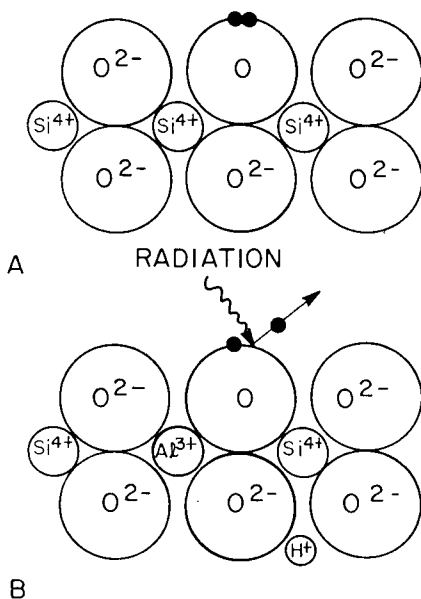 O2− O O2−
Si4+ Si4+ Si4+
O2− O2− O2−
A
RADIATION
O2− O O2−
Si4+ Al3+ Si4+
O2− O2− O2−
H+
B